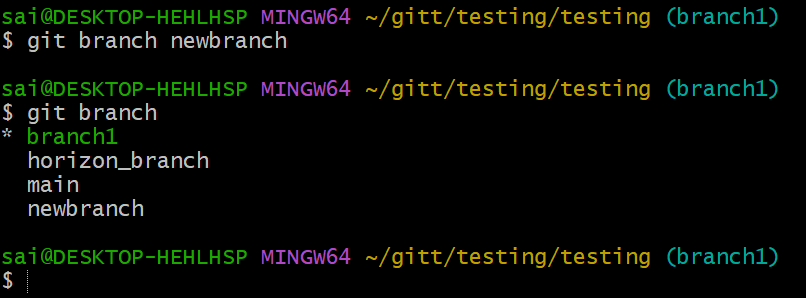 sai@DESKTOP-HEHLHSP MINGW64 ~/gitt/testing/testing (branch1)
$ git branch newbranch
sai@DESKTOP-HEHLHSP MINGW64 ~/gitt/testing/testing (branch1)
$ git branch
* branch1
  horizon_branch
  main
  newbranch
sai@DESKTOP-HEHLHSP MINGW64 ~/gitt/testing/testing (branch1)
$